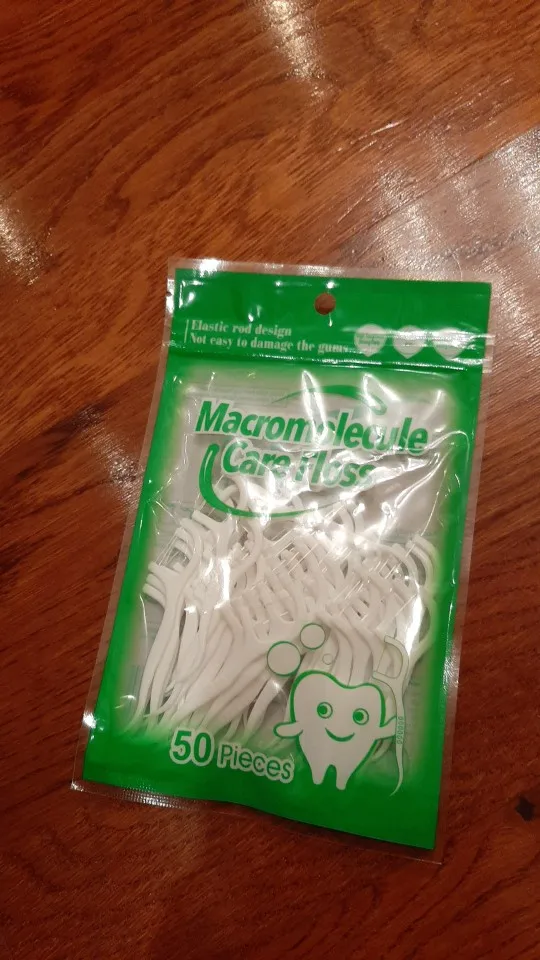 Elastic rod design
Not easy to damage the gums
Macromolecule
Care Floss
50 Pieces